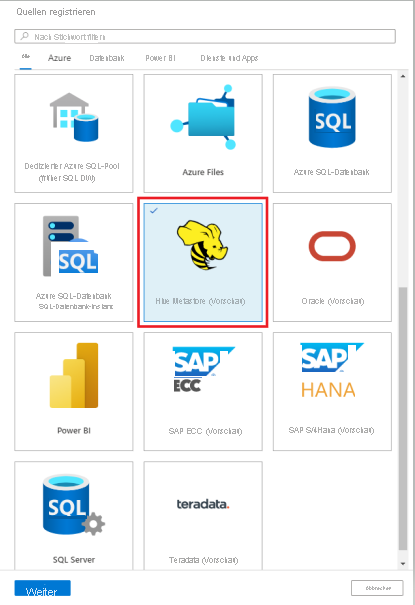 Quellen registrieren
Nach Stichwort filtern
Alle Azure Datenbank Power BI Dienste und Apps
Dedizierter Azure SQL-Pool
(früher SQL DW)
Azure Files
SQL
Azure SQL-Datenbank
SQL
Azure SQL-Datenbank
SQL-Datenbank-Instanz
Hive Metastore (Vorschau)
Oracle (Vorschau)
Power BI
SAP
ECC
SAP ECC (Vorschau)
SAP
HANA
SAP S/4Hana (Vorschau)
SQL
SQL Server
teradata.
Teradata (Vorschau)
Weiter
Abbrechen